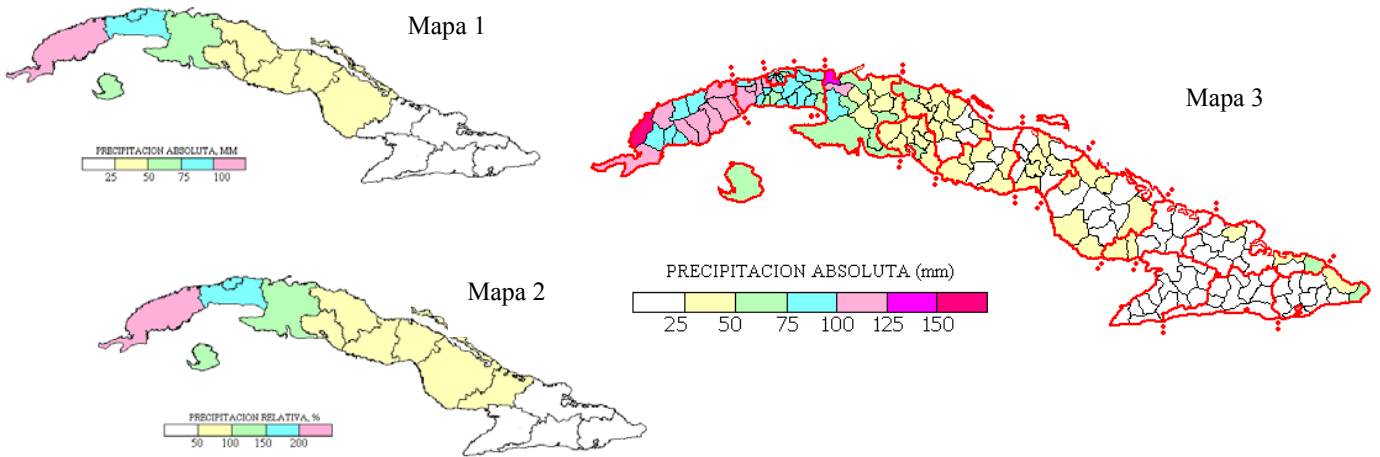 Mapa 1
PRECIPITACION ABSOLUTA, MM
25 50 75 100
Mapa 2
PRECIPITACION RELATIVA, %
50 100 150 200
Mapa 3
PRECIPITACION ABSOLUTA (mm)
25 50 75 100 125 150